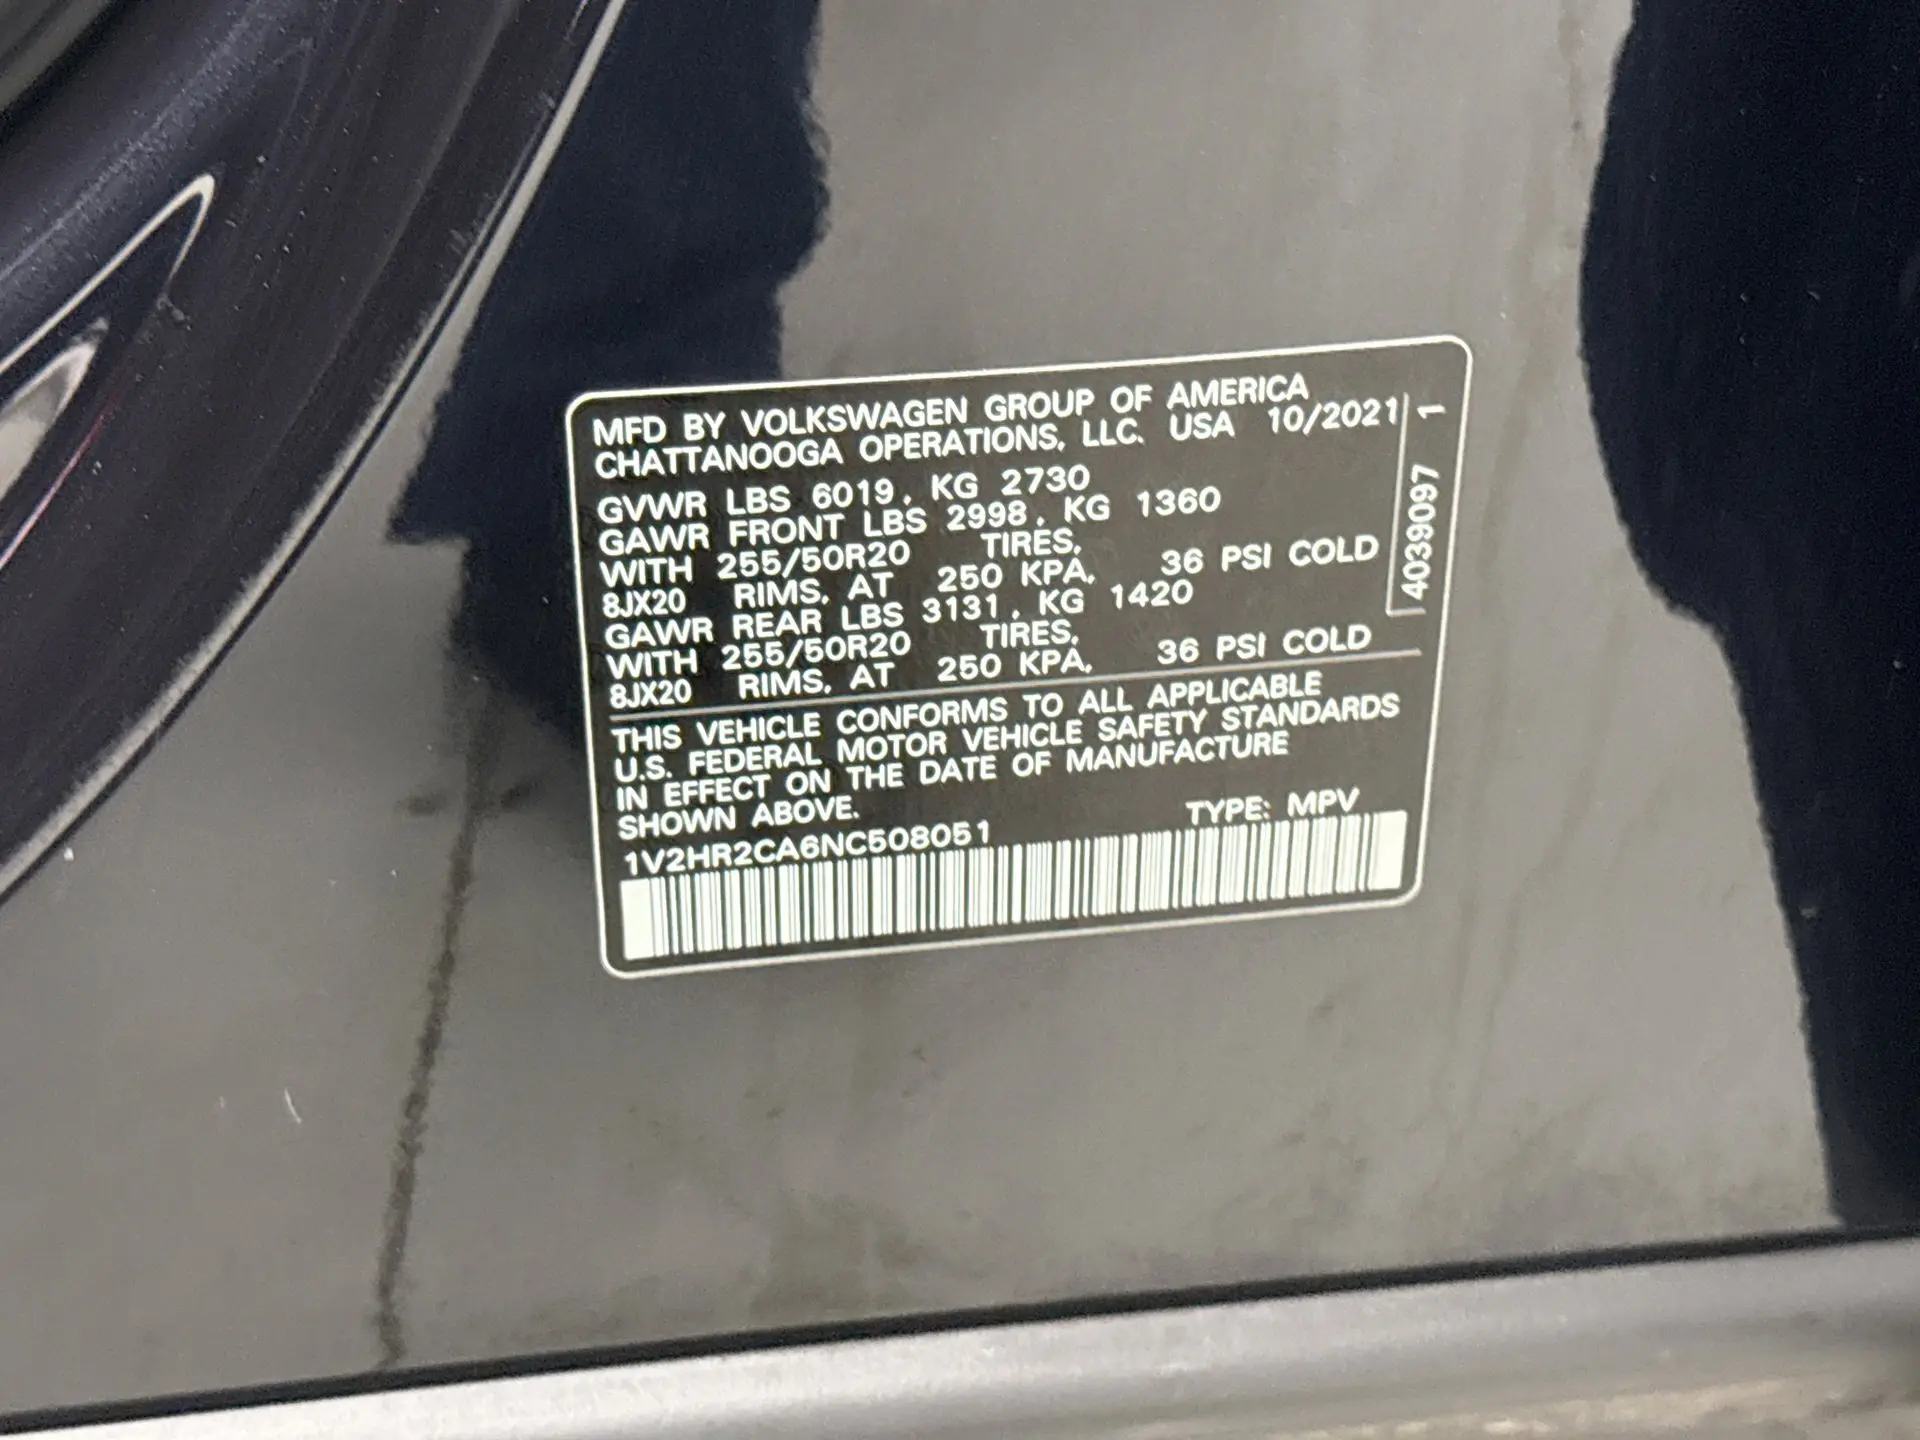 MFD BY VOLKSWAGEN GROUP OF AMERICA
CHATTANOOGA OPERATIONS, LLC. USA 10/2021
GVWR LBS 6019, KG 2730
GAWR FRONT LBS 2998, KG 1360
WITH 255/50R20 TIRES,
8JX20 RIMS, AT 250 KPA, 36 PSI COLD
GAWR REAR LBS 3131, KG 1420
WITH 255/50R20 TIRES,
8JX20 RIMS, AT 250 KPA, 36 PSI COLD
THIS VEHICLE CONFORMS TO ALL APPLICABLE
U.S. FEDERAL MOTOR VEHICLE SAFETY STANDARDS
IN EFFECT ON THE DATE OF MANUFACTURE
SHOWN ABOVE.
TYPE: MPV
1V2HR2CA6NC508051
4039097 1